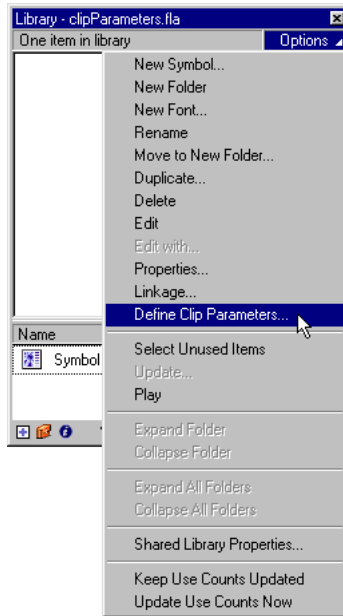 Library - clipParameters.fla
One item in library Options
New Symbol...
New Folder
New Font...
Rename
Move to New Folder...
Duplicate...
Delete
Edit
Edit with...
Properties...
Linkage...
Define Clip Parameters...
Name
Select Unused Items
Symbol
Update...
Play
Expand Folder
Collapse Folder
Expand All Folders
Collapse All Folders
Shared Library Properties...
Keep Use Counts Updated
Update Use Counts Now